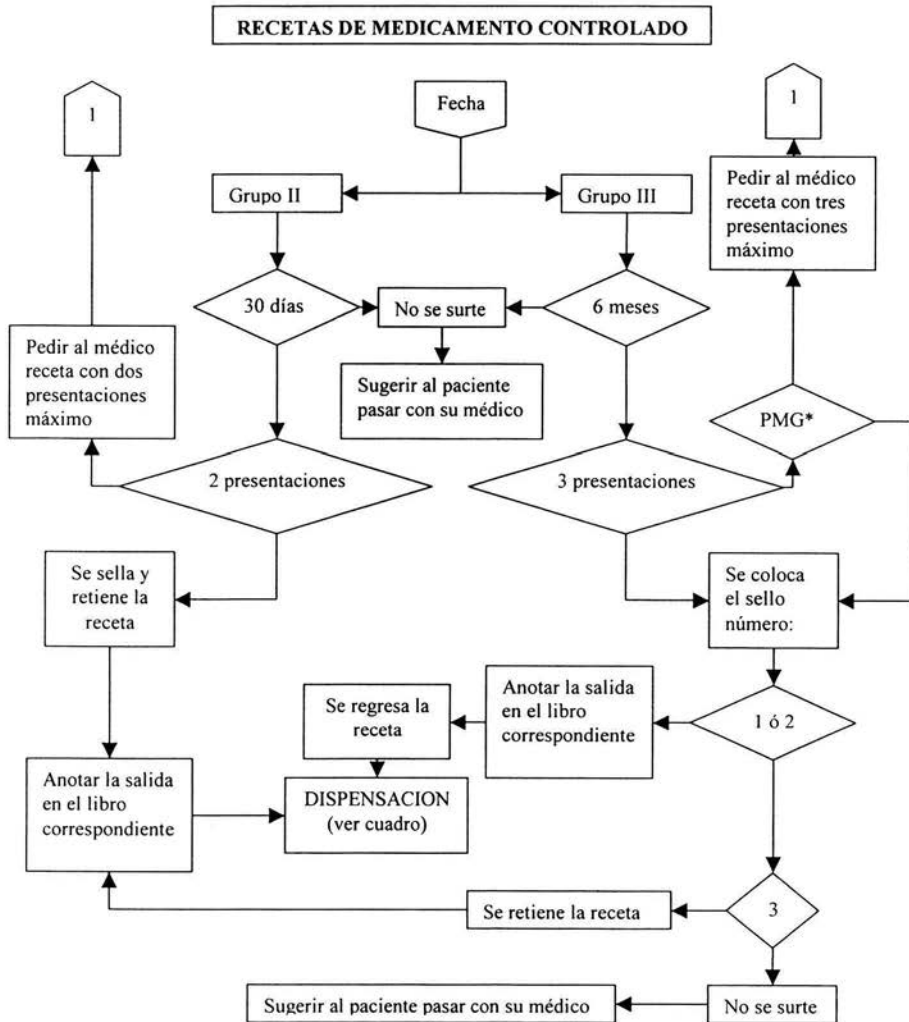 RECETAS DE MEDICAMENTO CONTROLADO
1
Fecha
1
Grupo II
Grupo III
Pedir al médico
receta con tres
presentaciones
máximo
30 días
No se surte
6 meses
Pedir al médico
receta con dos
presentaciones
máximo
Sugerir al paciente
pasar con su médico
PMG*
2 presentaciones
3 presentaciones
Se sella y
retiene la
receta
Se coloca
el sello
número:
Se regresa la
receta
Anotar la salida
en el libro
correspondiente
1 ó 2
Anotar la salida
en el libro
correspondiente
DISPENSACION
(ver cuadro)
Se retiene la receta
3
Sugerir al paciente pasar con su médico
No se surte